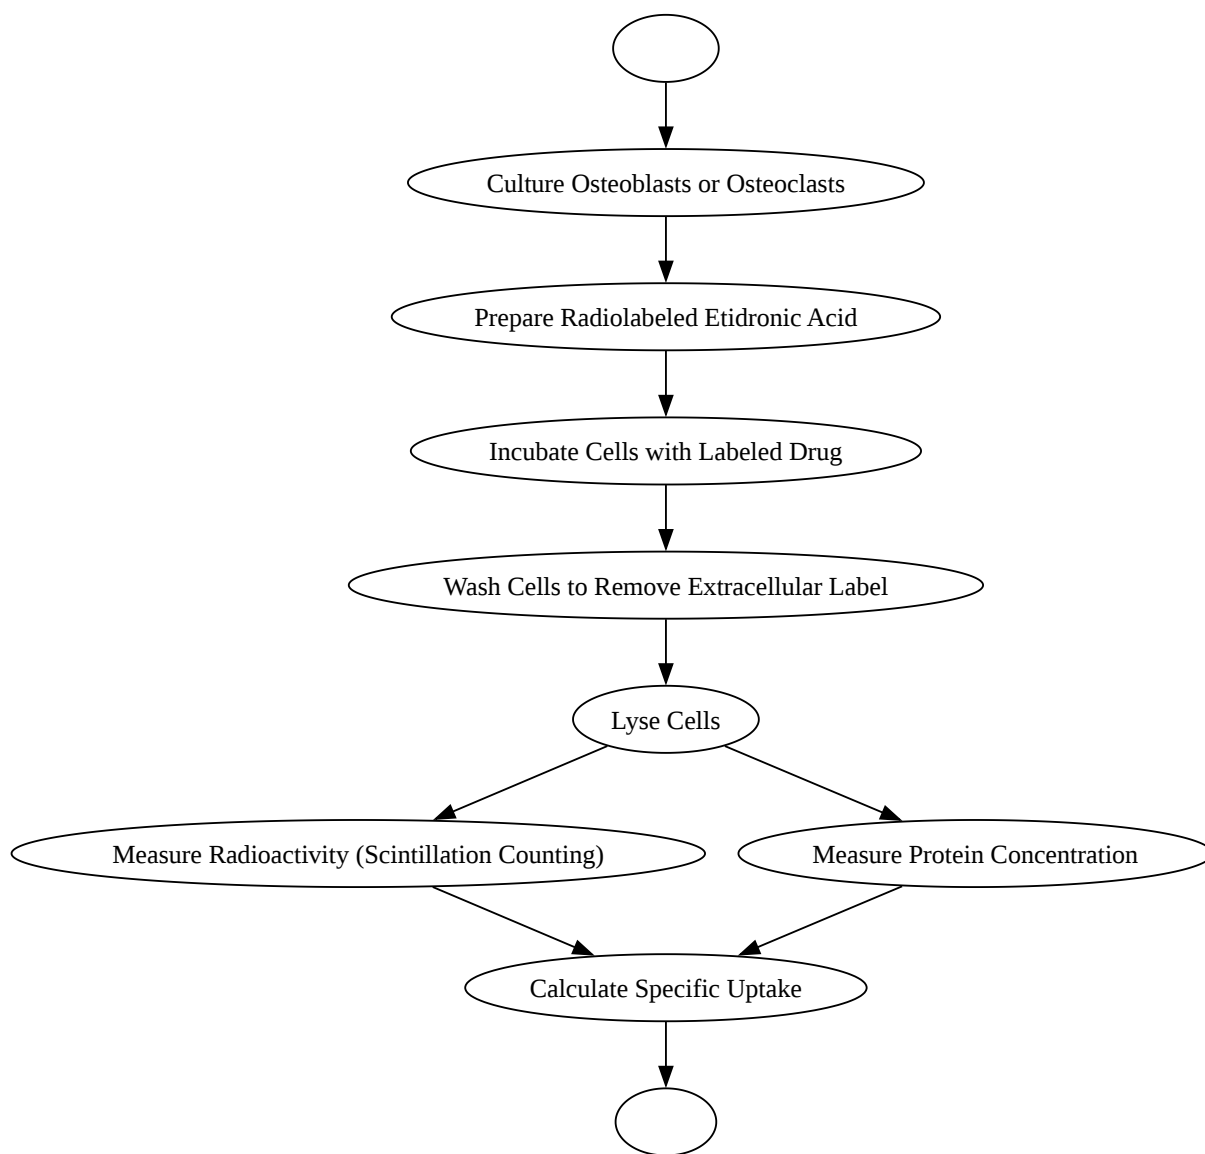 Culture Osteoblasts or Osteoclasts
Prepare Radiolabeled Etidronic Acid
Incubate Cells with Labeled Drug
Wash Cells to Remove Extracellular Label
Lyse Cells
Measure Radioactivity (Scintillation Counting)
Measure Protein Concentration
Calculate Specific Uptake